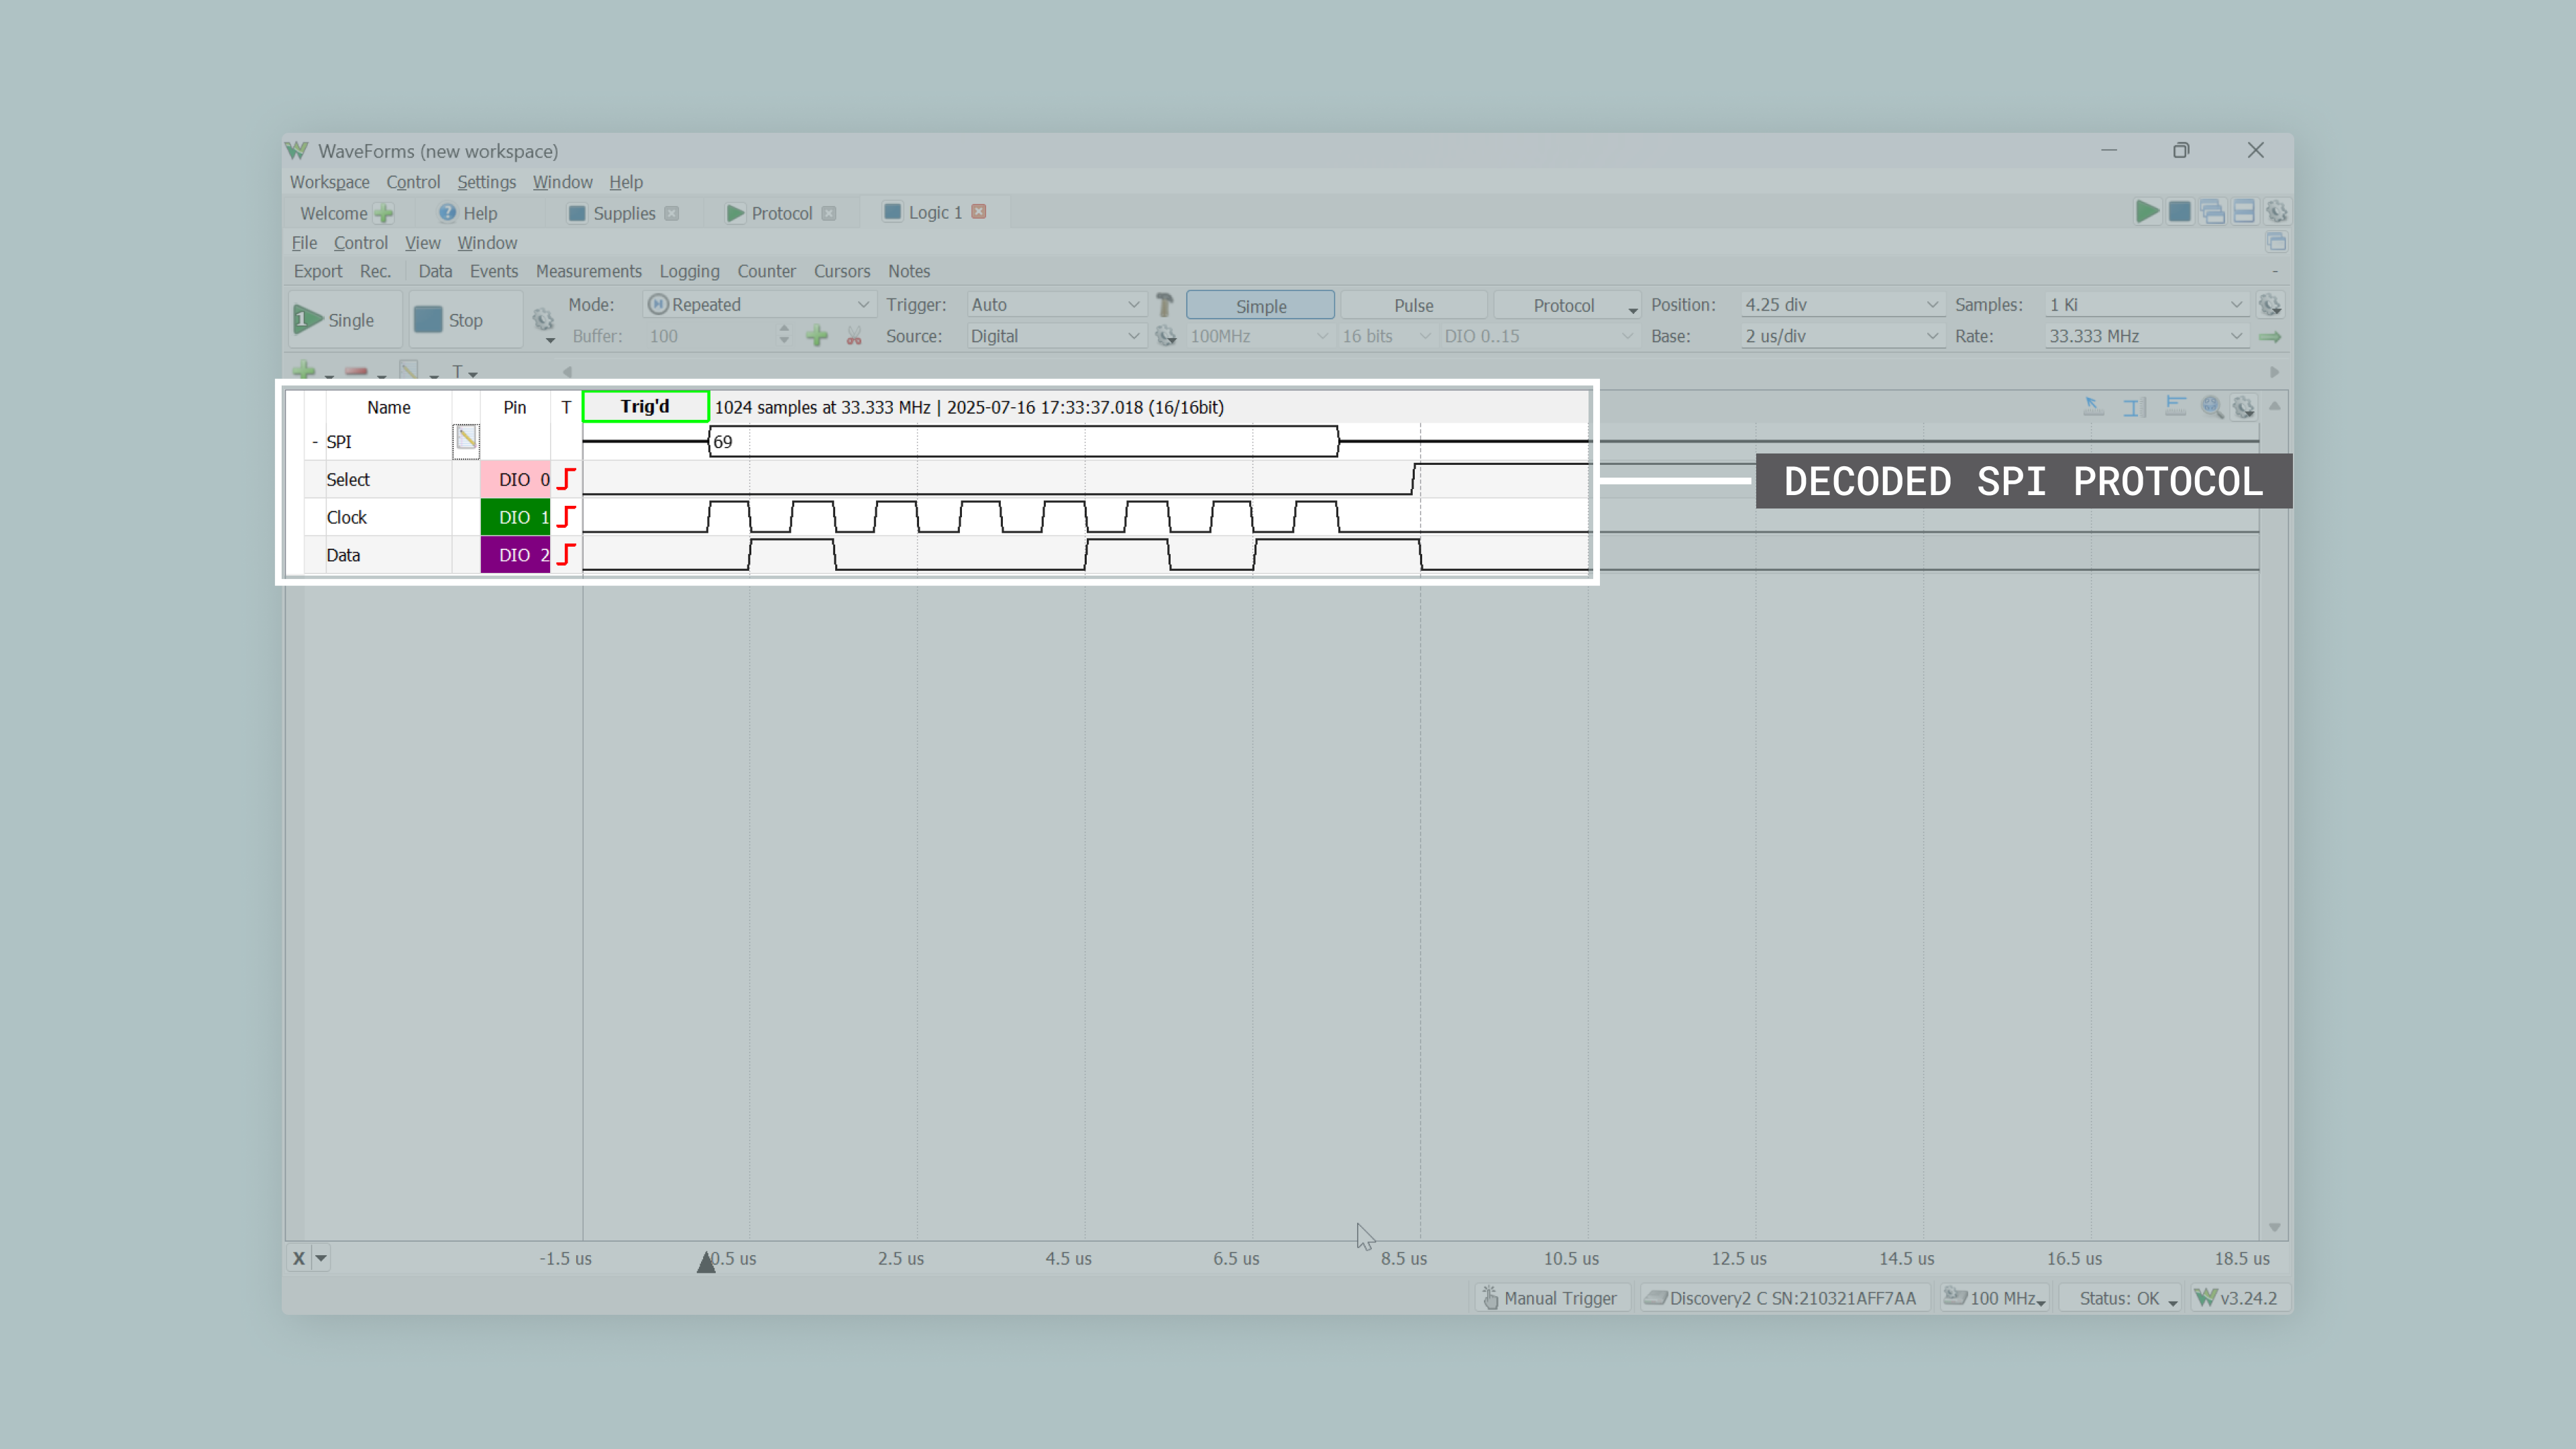 WaveForms (new workspace)
Workspace Control Settings Window Help
Welcome Help Supplies Protocol Logic 1
File Control View Window
Export Rec. Data Events Measurements Logging Counter Cursors Notes
1 Single Stop Mode: Repeated Trigger: Auto Simple Pulse Protocol Position: 4.25 div Samples: 1 Ki
Buffer: 100 Source: Digital 100MHz 16 bits DIO 0..15 Base: 2 us/div Rate: 33.333 MHz
T
Name Pin T Trig'd 1024 samples at 33.333 MHz | 2025-07-16 17:33:37.018 (16/16bit)
- SPI 69
Select DIO 0
DECODED SPI PROTOCOL
Clock DIO 1
Data DIO 2
X -1.5 us 0.5 us 2.5 us 4.5 us 6.5 us 8.5 us 10.5 us 12.5 us 14.5 us 16.5 us 18.5 us
Manual Trigger Discovery2 C SN:210321AFF7AA 100 MHz Status: OK v3.24.2